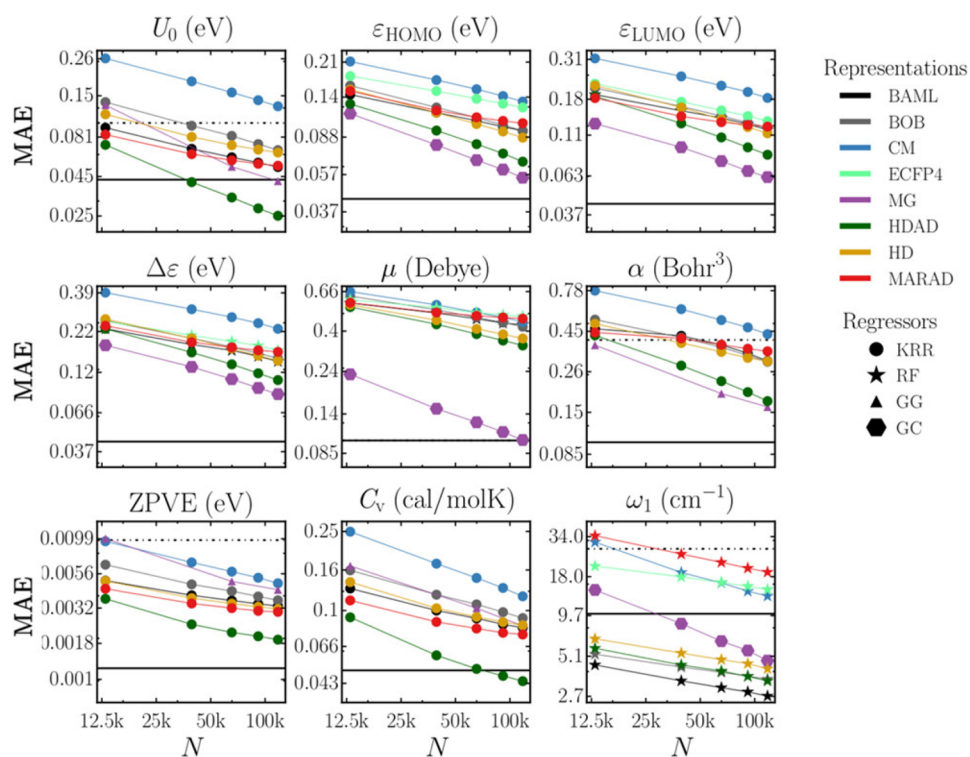 U₀ (eV)
0.26
0.15
0.081
0.045
0.025
MAE
ε_HOMO (eV)
0.21
0.14
0.088
0.057
0.037
ε_LUMO (eV)
0.31
0.18
0.11
0.063
0.037
Representations
BAML
BOB
CM
ECFP4
MG
HDAD
HD
MARAD
Regressors
KRR
RF
GG
GC
Δε (eV)
0.39
0.22
0.12
0.066
0.037
MAE
μ (Debye)
0.66
0.4
0.24
0.14
0.085
α (Bohr³)
0.78
0.45
0.26
0.15
0.085
ZPVE (eV)
0.0099
0.0056
0.0032
0.0018
0.001
MAE
12.5k 25k 50k 100k
N
C_v (cal/molK)
0.25
0.16
0.1
0.066
0.043
12.5k 25k 50k 100k
N
ω₁ (cm⁻¹)
34.0
18.0
9.7
5.1
2.7
12.5k 25k 50k 100k
N